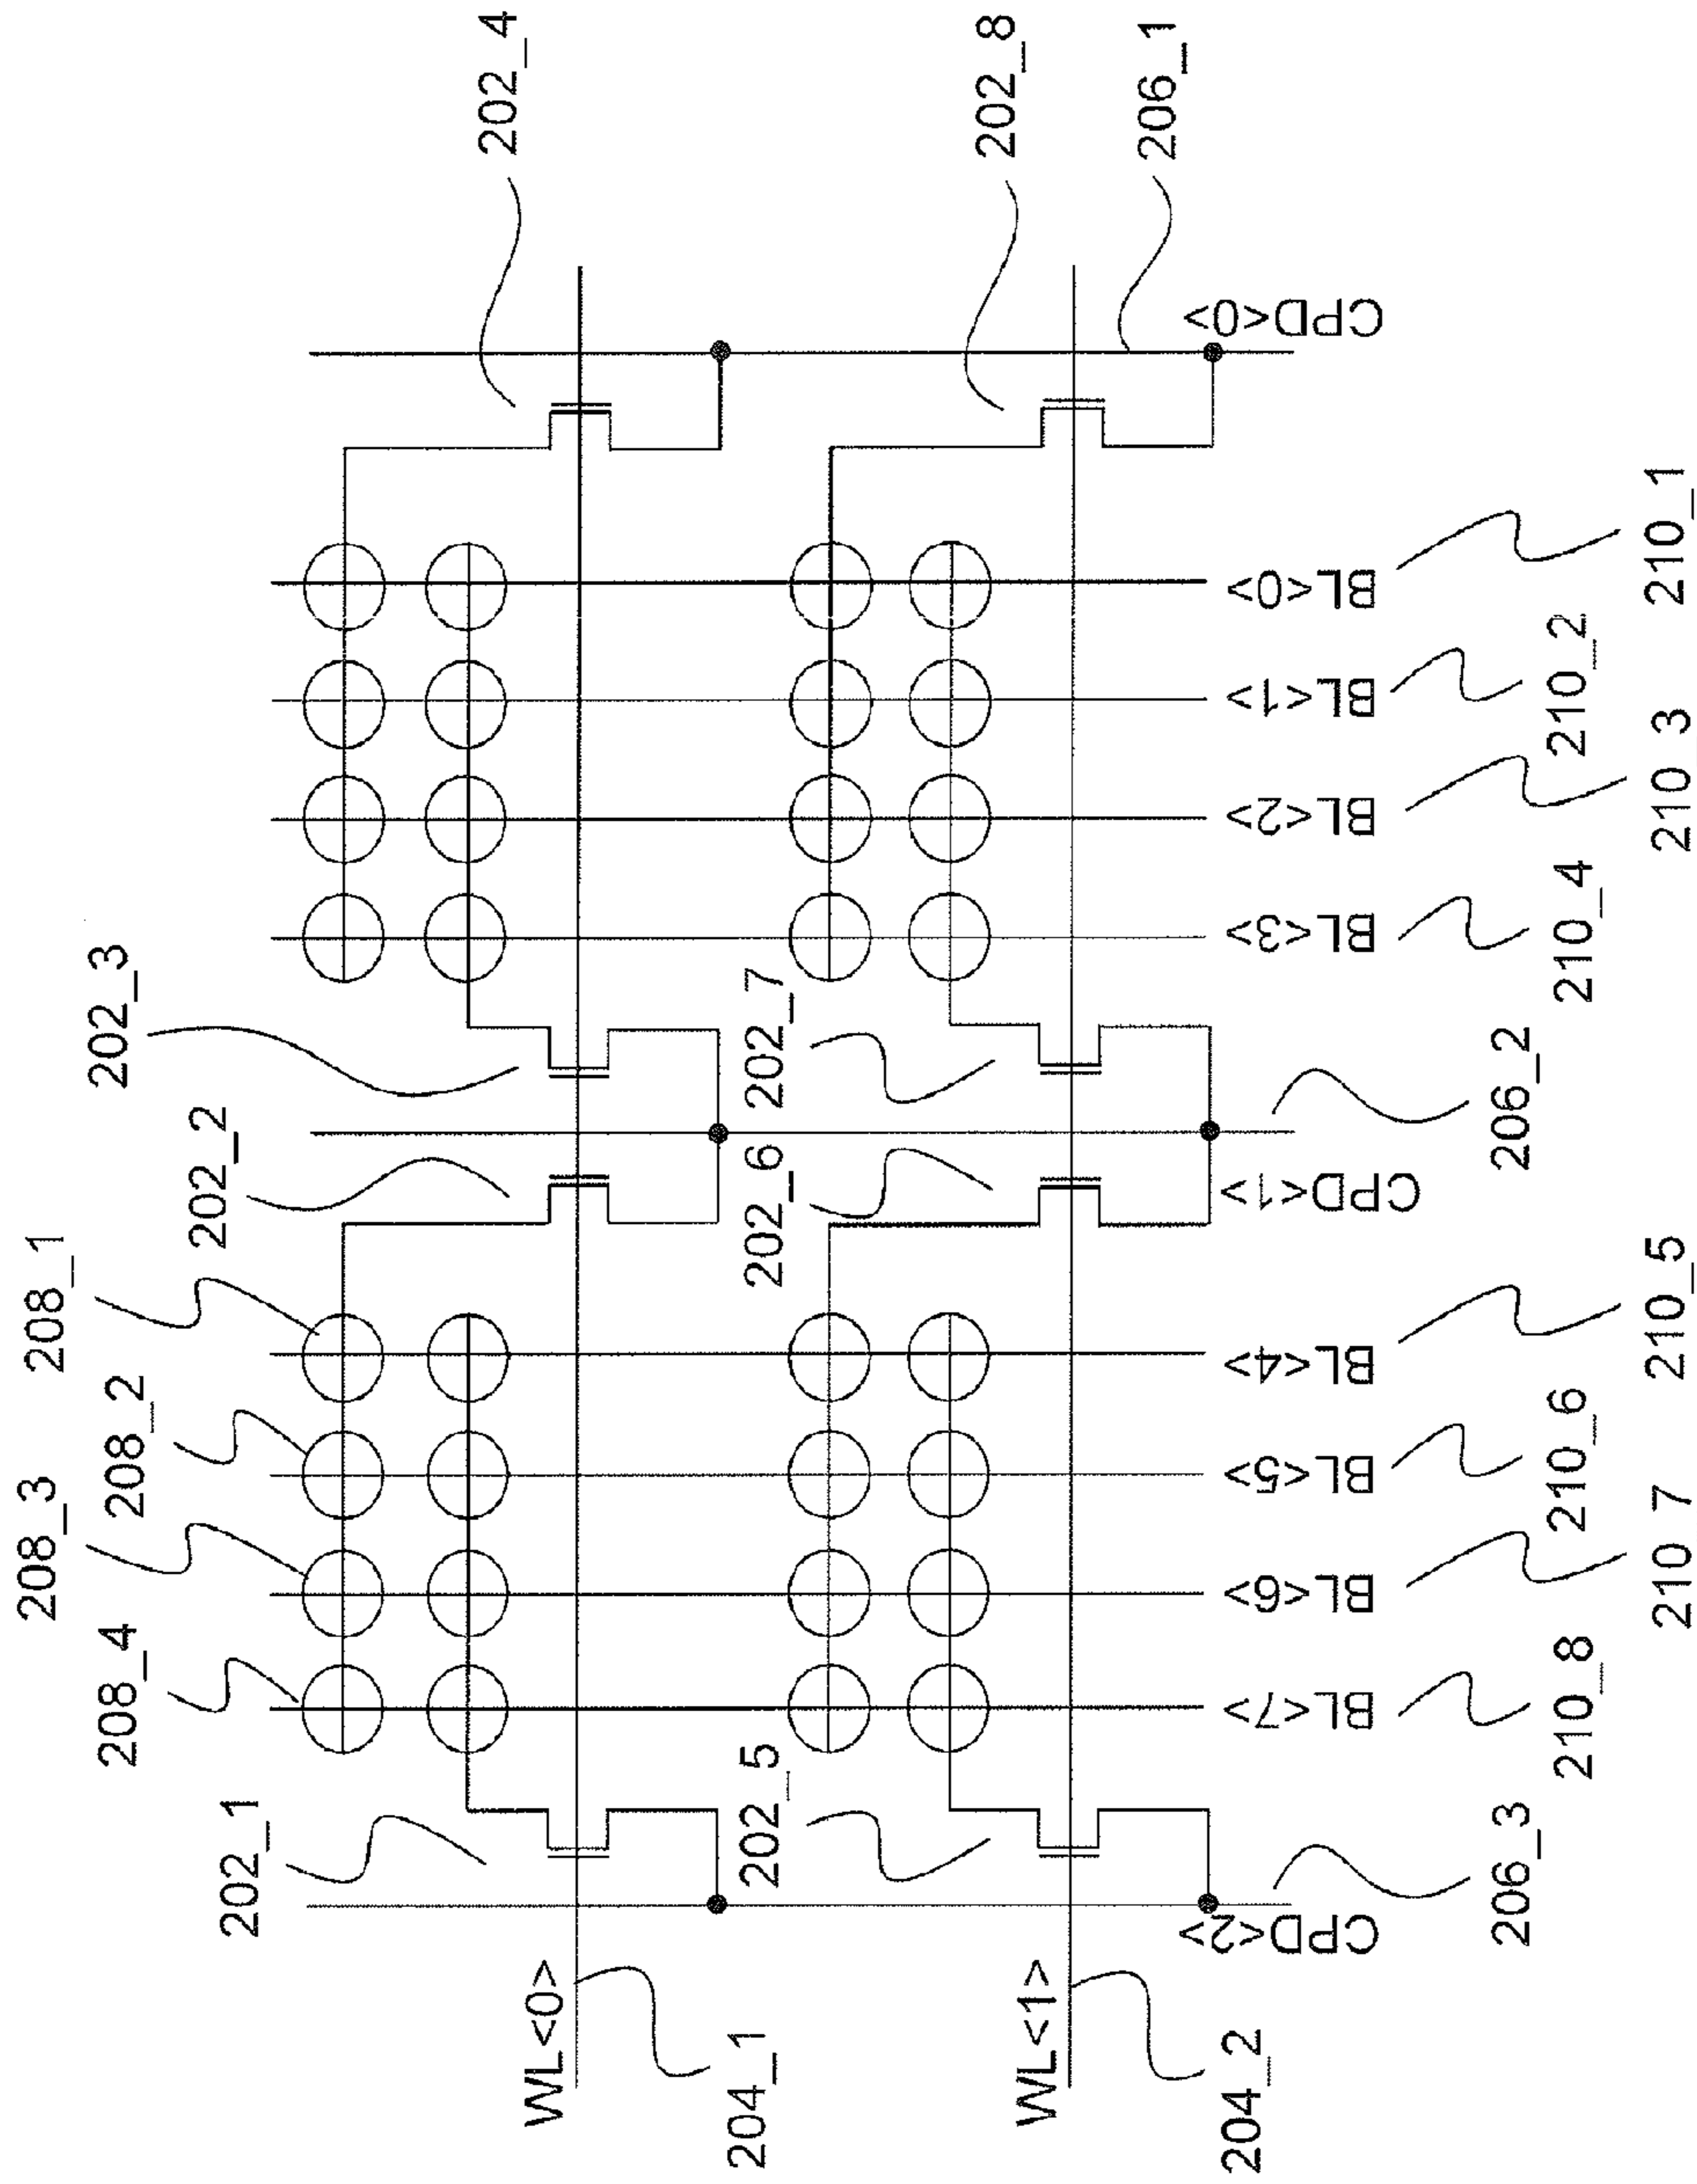 202_4
202_8
206_1
CPD<0>
BL<0>
210_1
BL<1>
210_2
BL<2>
210_3
BL<3>
210_4
202_3
202_7
202_2
202_6
206_2
CPD<1>
208_1
208_2
208_3
208_4
BL<4>
210_5
BL<5>
210_6
BL<6>
210_7
BL<7>
210_8
202_1
202_5
206_3
CPD<2>
WL<0>
204_1
WL<1>
204_2